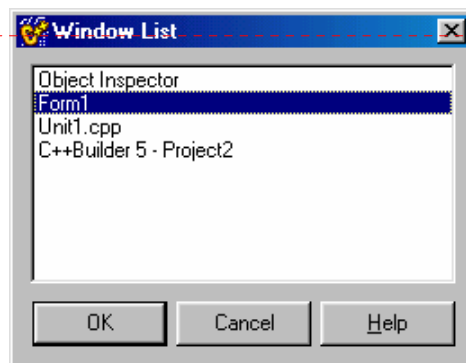 Window List
Object Inspector
Form1
Unit1.cpp
C++Builder 5 - Project2
OK
Cancel
Help